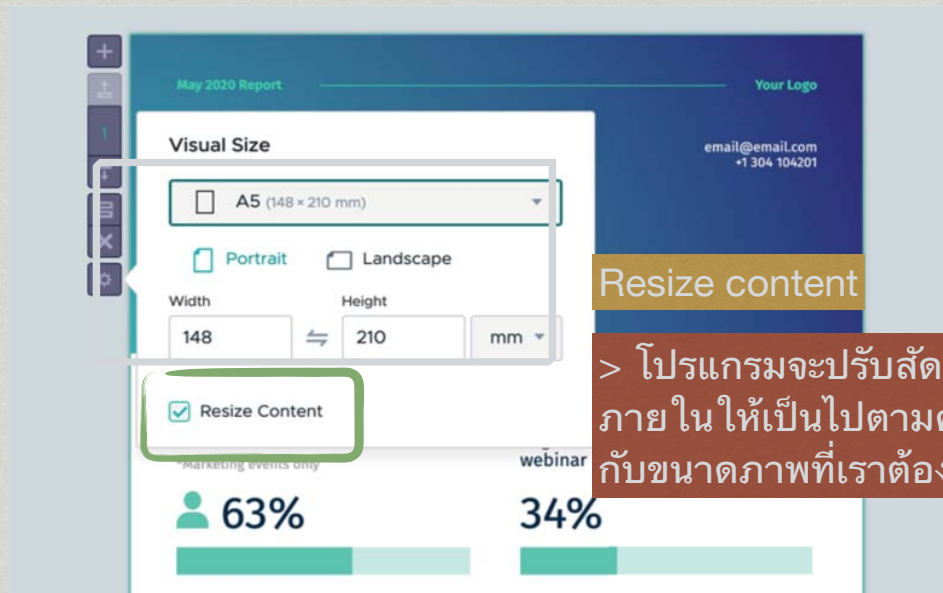 May 2020 Report
Your Logo
1
Visual Size
email@email.com
+1 304 104201
A5 (148 × 210 mm)
Portrait
Landscape
Width
Height
148
210
mm
Resize Content
Resize content
> โปรแกรมจะปรับสัด
ภายในให้เป็นไปตาม
กับขนาดภาพที่เราต้อง
*Marketing events only
webinar
63%
34%